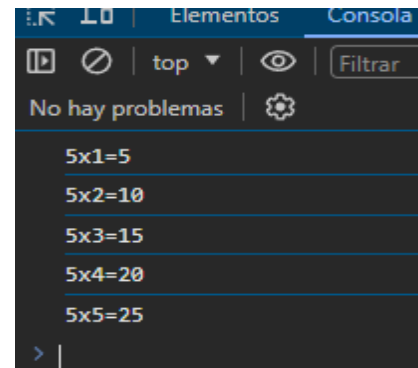 Elementos Consola
top Filtrar
No hay problemas
5x1=5
5x2=10
5x3=15
5x4=20
5x5=25
>